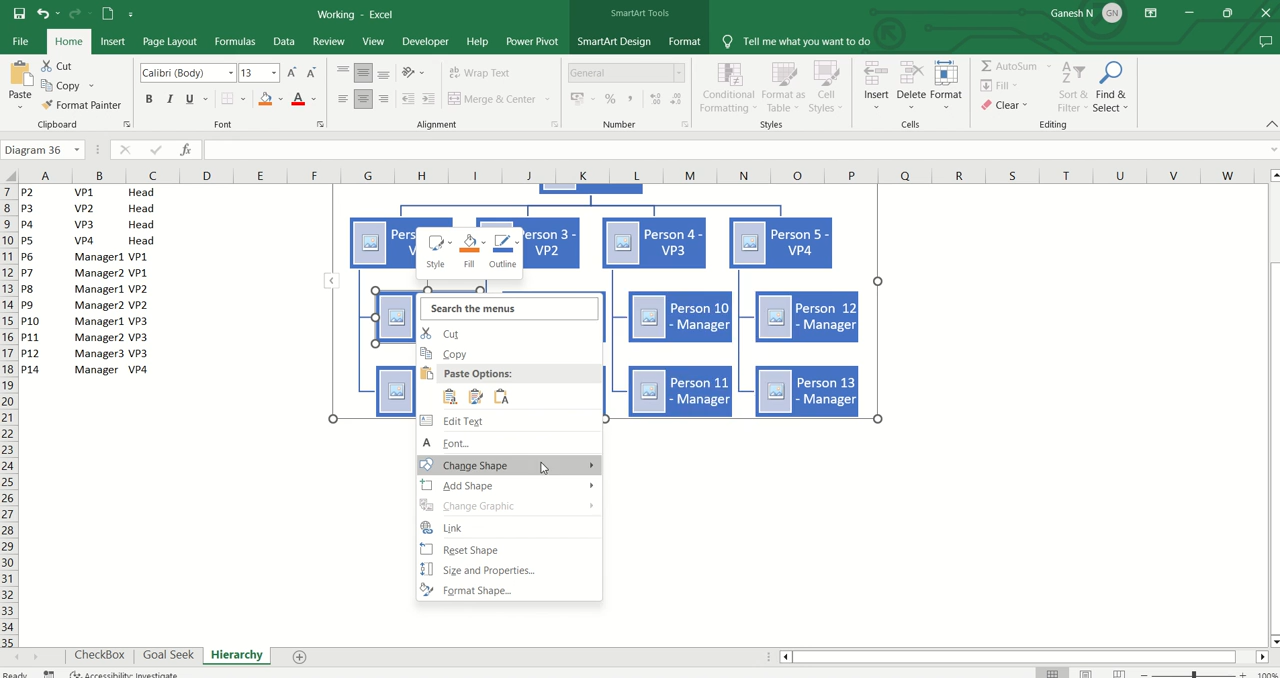 Working - Excel
SmartArt Tools
Ganesh N GN
File Home Insert Page Layout Formulas Data Review View Developer Help Power Pivot SmartArt Design Format Tell me what you want to do
Paste
Cut
Copy
Format Painter
Clipboard
Calibri (Body) 13
B I U
Font
Wrap Text
Merge & Center
Alignment
General
Number
Conditional Formatting
Format as Table
Cell Styles
Styles
Insert Delete Format
Cells
AutoSum
Fill
Clear
Sort & Filter
Find & Select
Editing
Diagram 36
fx
A B C D E F G H I J K L M N O P Q R S T U V W
7 P2 VP1 Head
8 P3 VP2 Head
9 P4 VP3 Head
10 P5 VP4 Head
11 P6 Manager1 VP1
12 P7 Manager2 VP1
13 P8 Manager1 VP2
14 P9 Manager2 VP2
15 P10 Manager1 VP3
16 P11 Manager2 VP3
17 P12 Manager3 VP3
18 P14 Manager VP4
19
20
21
22
23
24
25
26
27
28
29
30
31
32
33
34
35
erson 3 -
VP2
Person 4 -
VP3
Person 5 -
VP4
Person 10
- Manager
Person 12
- Manager
Person 11
- Manager
Person 13
- Manager
Style Fill Outline
Search the menus
Cut
Copy
Paste Options:
Edit Text
Font...
Change Shape
Add Shape
Change Graphic
Link
Reset Shape
Size and Properties...
Format Shape...
CheckBox Goal Seek Hierarchy
Ready Accessibility: Investigate 100%